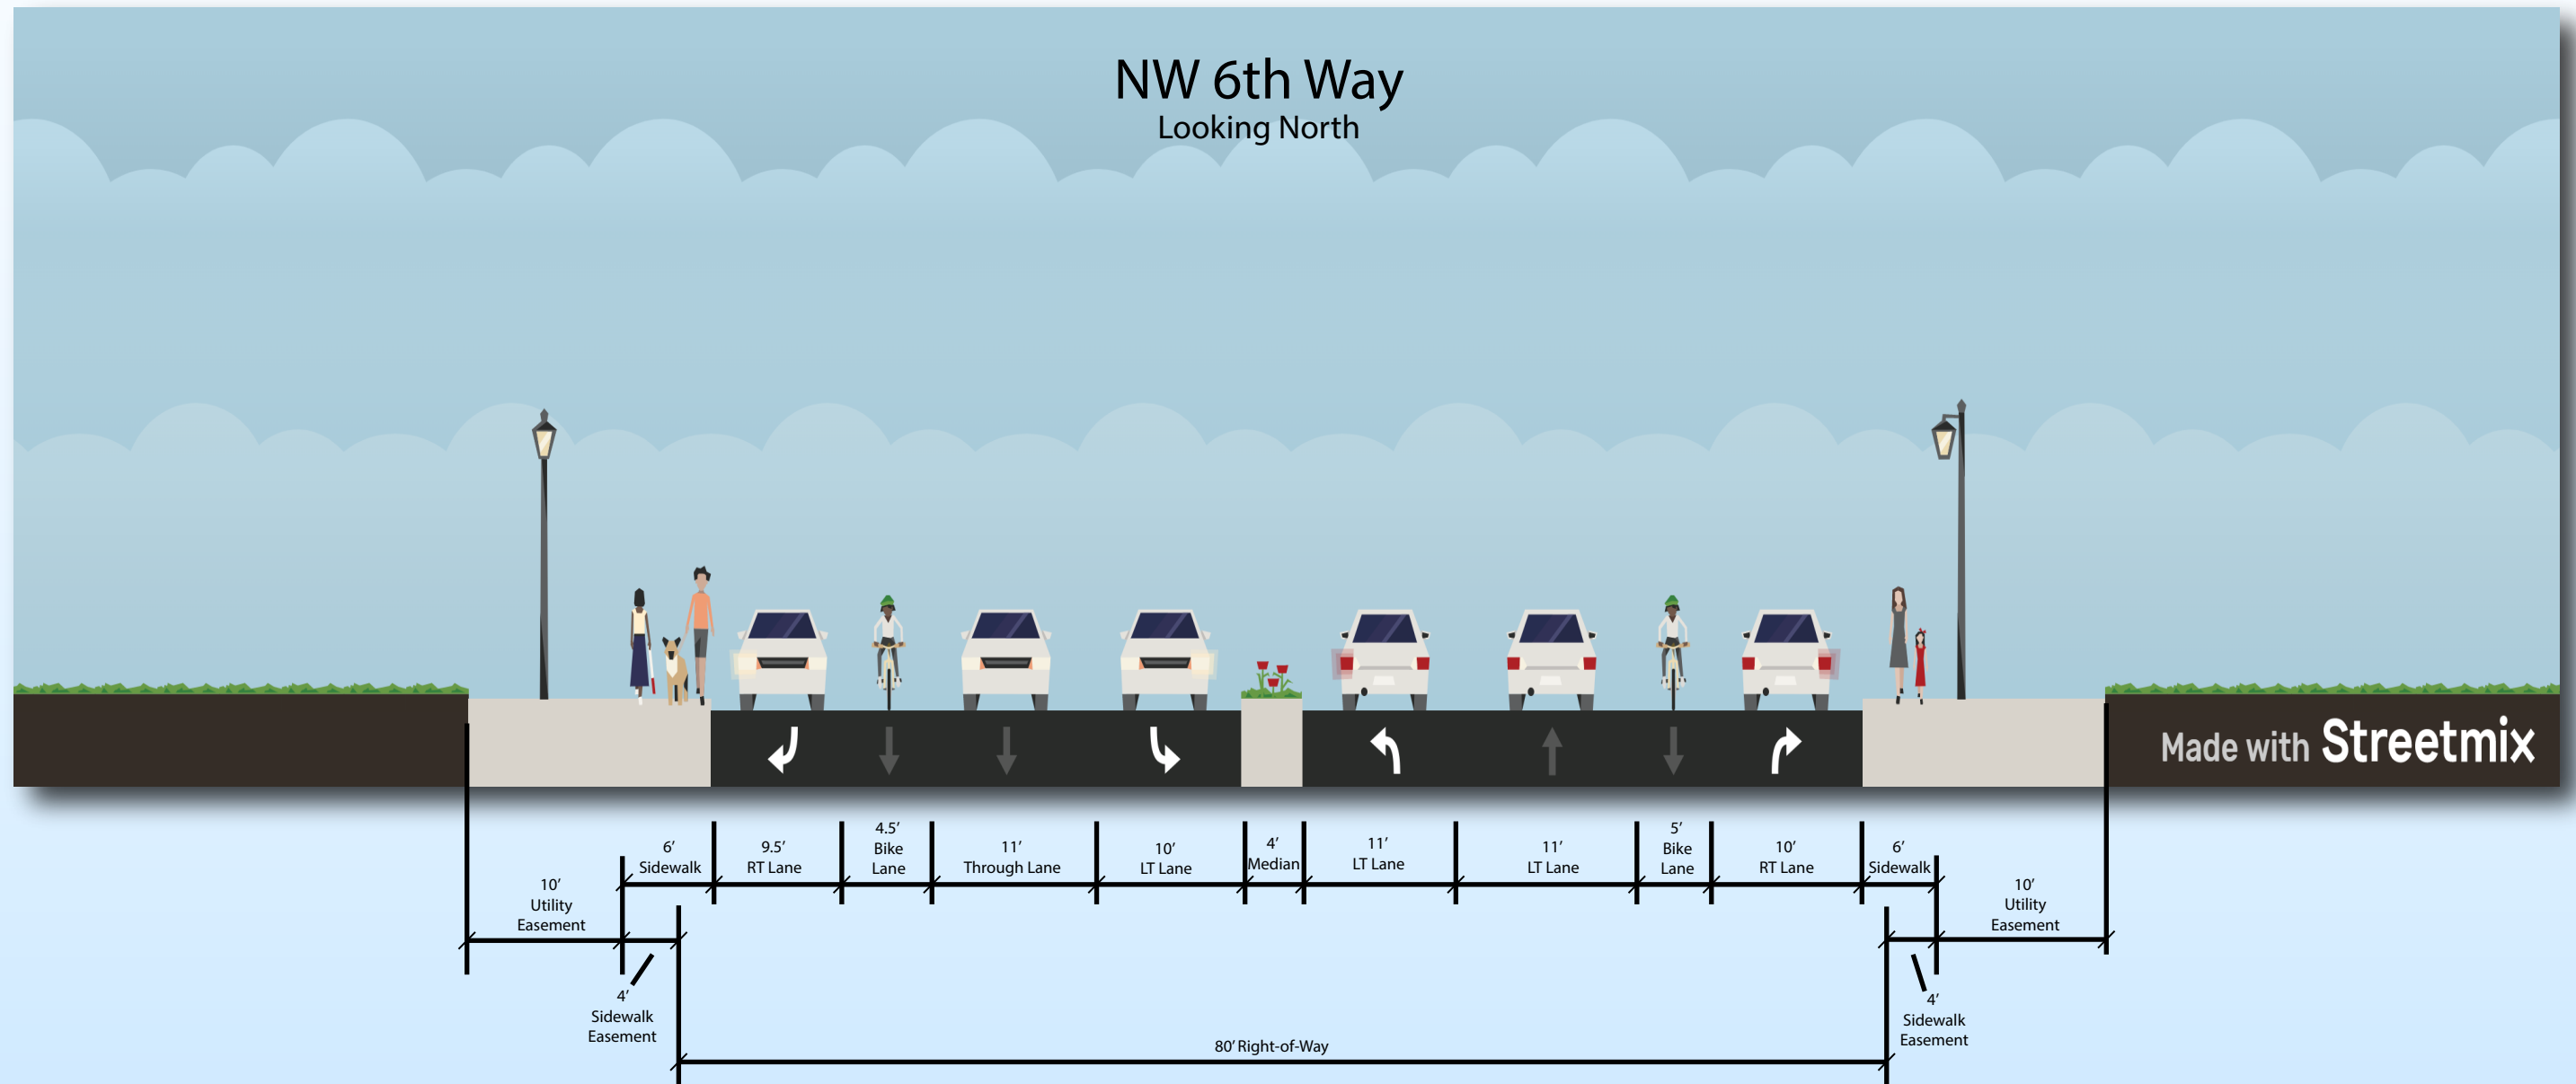 NW 6th Way
Looking North
Made with Streetmix
6’
Sidewalk
9.5’
RT Lane
4.5’
Bike
Lane
11’
Through Lane
10’
LT Lane
4’
Median
11’
LT Lane
11’
LT Lane
5’
Bike
Lane
10’
RT Lane
6’
Sidewalk
10’
Utility
Easement
10’
Utility
Easement
4’
Sidewalk
Easement
4’
Sidewalk
Easement
80’ Right-of-Way